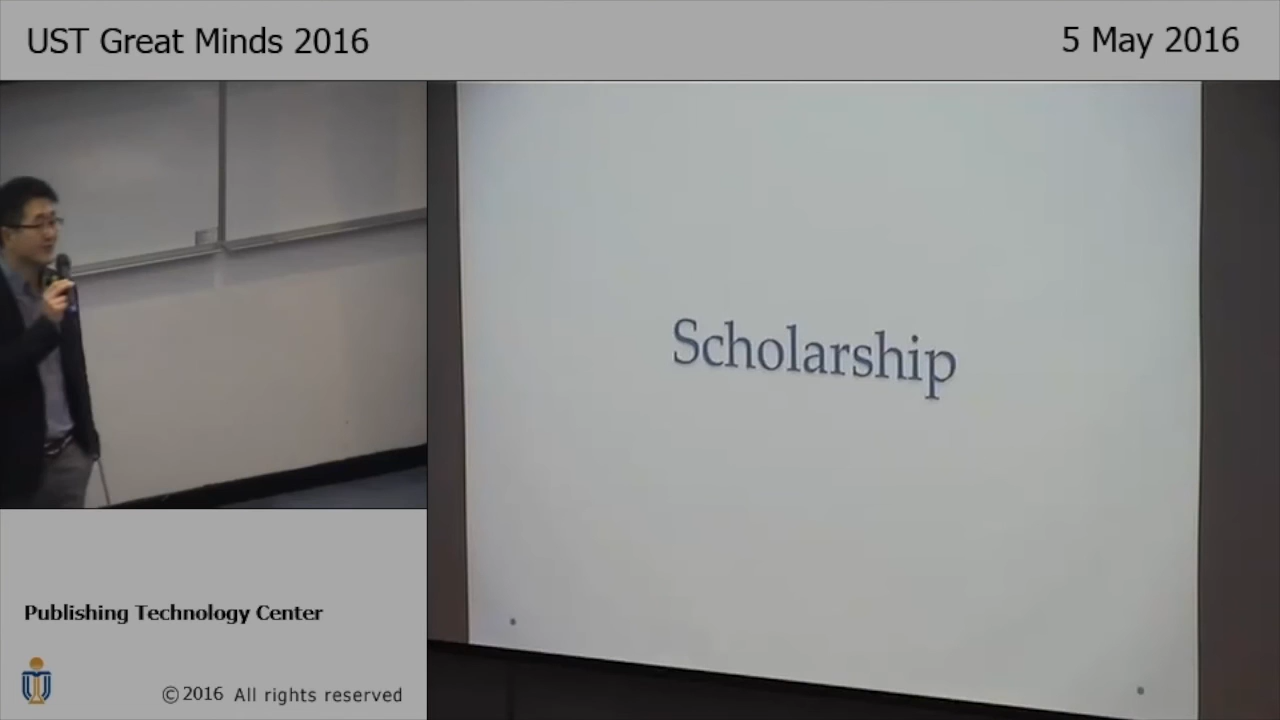 UST Great Minds 2016
5 May 2016
Scholarship
Publishing Technology Center
©2016 All rights reserved